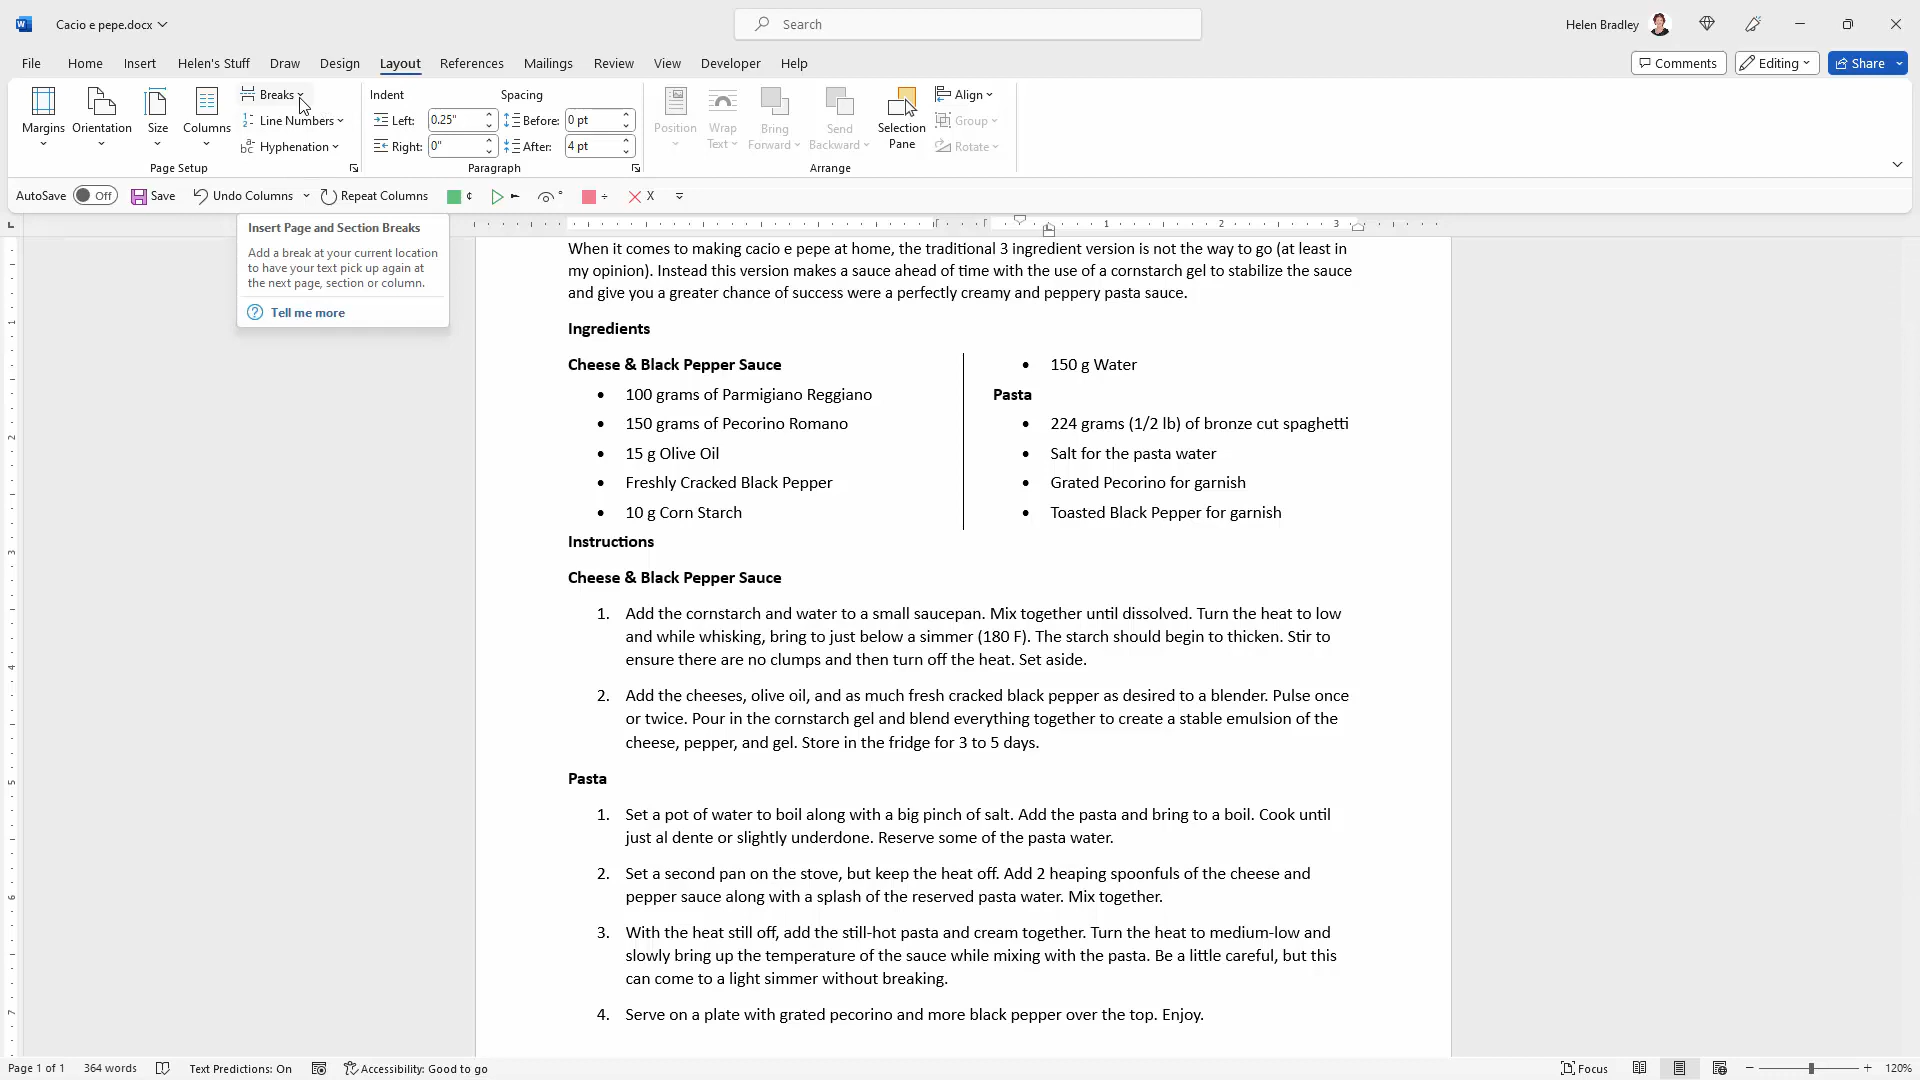 Cacio e pepe.docx
Search
Helen Bradley
File Home Insert Helen's Stuff Draw Design Layout References Mailings Review View Developer Help
Comments Editing Share
Margins Orientation Size Columns
Breaks
Line Numbers
Hyphenation
Page Setup
Indent Spacing
Left: 0.25" Before: 0 pt
Right: 0" After: 4 pt
Paragraph
Position Wrap Text Bring Forward Send Backward Selection Pane
Align
Group
Rotate
Arrange
AutoSave Off Save Undo Columns Repeat Columns ¢ ÷ X
Insert Page and Section Breaks
Add a break at your current location
to have your text pick up again at
the next page, section or column.
Tell me more
1 2 3
1
2
3
4
5
6
7
When it comes to making cacio e pepe at home, the traditional 3 ingredient version is not the way to go (at least in
my opinion). Instead this version makes a sauce ahead of time with the use of a cornstarch gel to stabilize the sauce
and give you a greater chance of success were a perfectly creamy and peppery pasta sauce.
Ingredients
Cheese & Black Pepper Sauce
• 100 grams of Parmigiano Reggiano
• 150 grams of Pecorino Romano
• 15 g Olive Oil
• Freshly Cracked Black Pepper
• 10 g Corn Starch
• 150 g Water
Pasta
• 224 grams (1/2 lb) of bronze cut spaghetti
• Salt for the pasta water
• Grated Pecorino for garnish
• Toasted Black Pepper for garnish
Instructions
Cheese & Black Pepper Sauce
1. Add the cornstarch and water to a small saucepan. Mix together until dissolved. Turn the heat to low
and while whisking, bring to just below a simmer (180 F). The starch should begin to thicken. Stir to
ensure there are no clumps and then turn off the heat. Set aside.
2. Add the cheeses, olive oil, and as much fresh cracked black pepper as desired to a blender. Pulse once
or twice. Pour in the cornstarch gel and blend everything together to create a stable emulsion of the
cheese, pepper, and gel. Store in the fridge for 3 to 5 days.
Pasta
1. Set a pot of water to boil along with a big pinch of salt. Add the pasta and bring to a boil. Cook until
just al dente or slightly underdone. Reserve some of the pasta water.
2. Set a second pan on the stove, but keep the heat off. Add 2 heaping spoonfuls of the cheese and
pepper sauce along with a splash of the reserved pasta water. Mix together.
3. With the heat still off, add the still-hot pasta and cream together. Turn the heat to medium-low and
slowly bring up the temperature of the sauce while mixing with the pasta. Be a little careful, but this
can come to a light simmer without breaking.
4. Serve on a plate with grated pecorino and more black pepper over the top. Enjoy.
Page 1 of 1 364 words Text Predictions: On Accessibility: Good to go Focus 120%